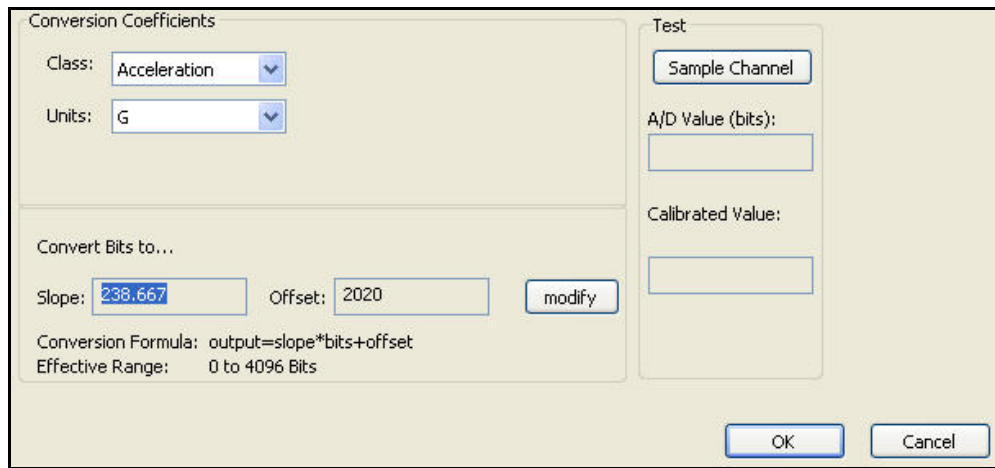 Conversion Coefficients
Class: Acceleration
Units: G
Convert Bits to...
Slope: 238.667 Offset: 2020 modify
Conversion Formula: output=slope*bits+offset
Effective Range: 0 to 4096 Bits
Test
Sample Channel
A/D Value (bits):
Calibrated Value:
OK Cancel